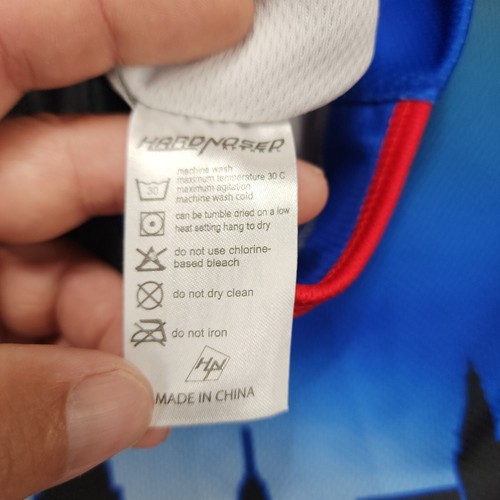 HARDNOSED
machine wash
maximum temperature 30 C
maximum agitation
machine wash cold
30
can be tumble dried on a low
heat setting hang to dry
do not use chlorine-
based bleach
do not dry clean
do not iron
HN
MADE IN CHINA